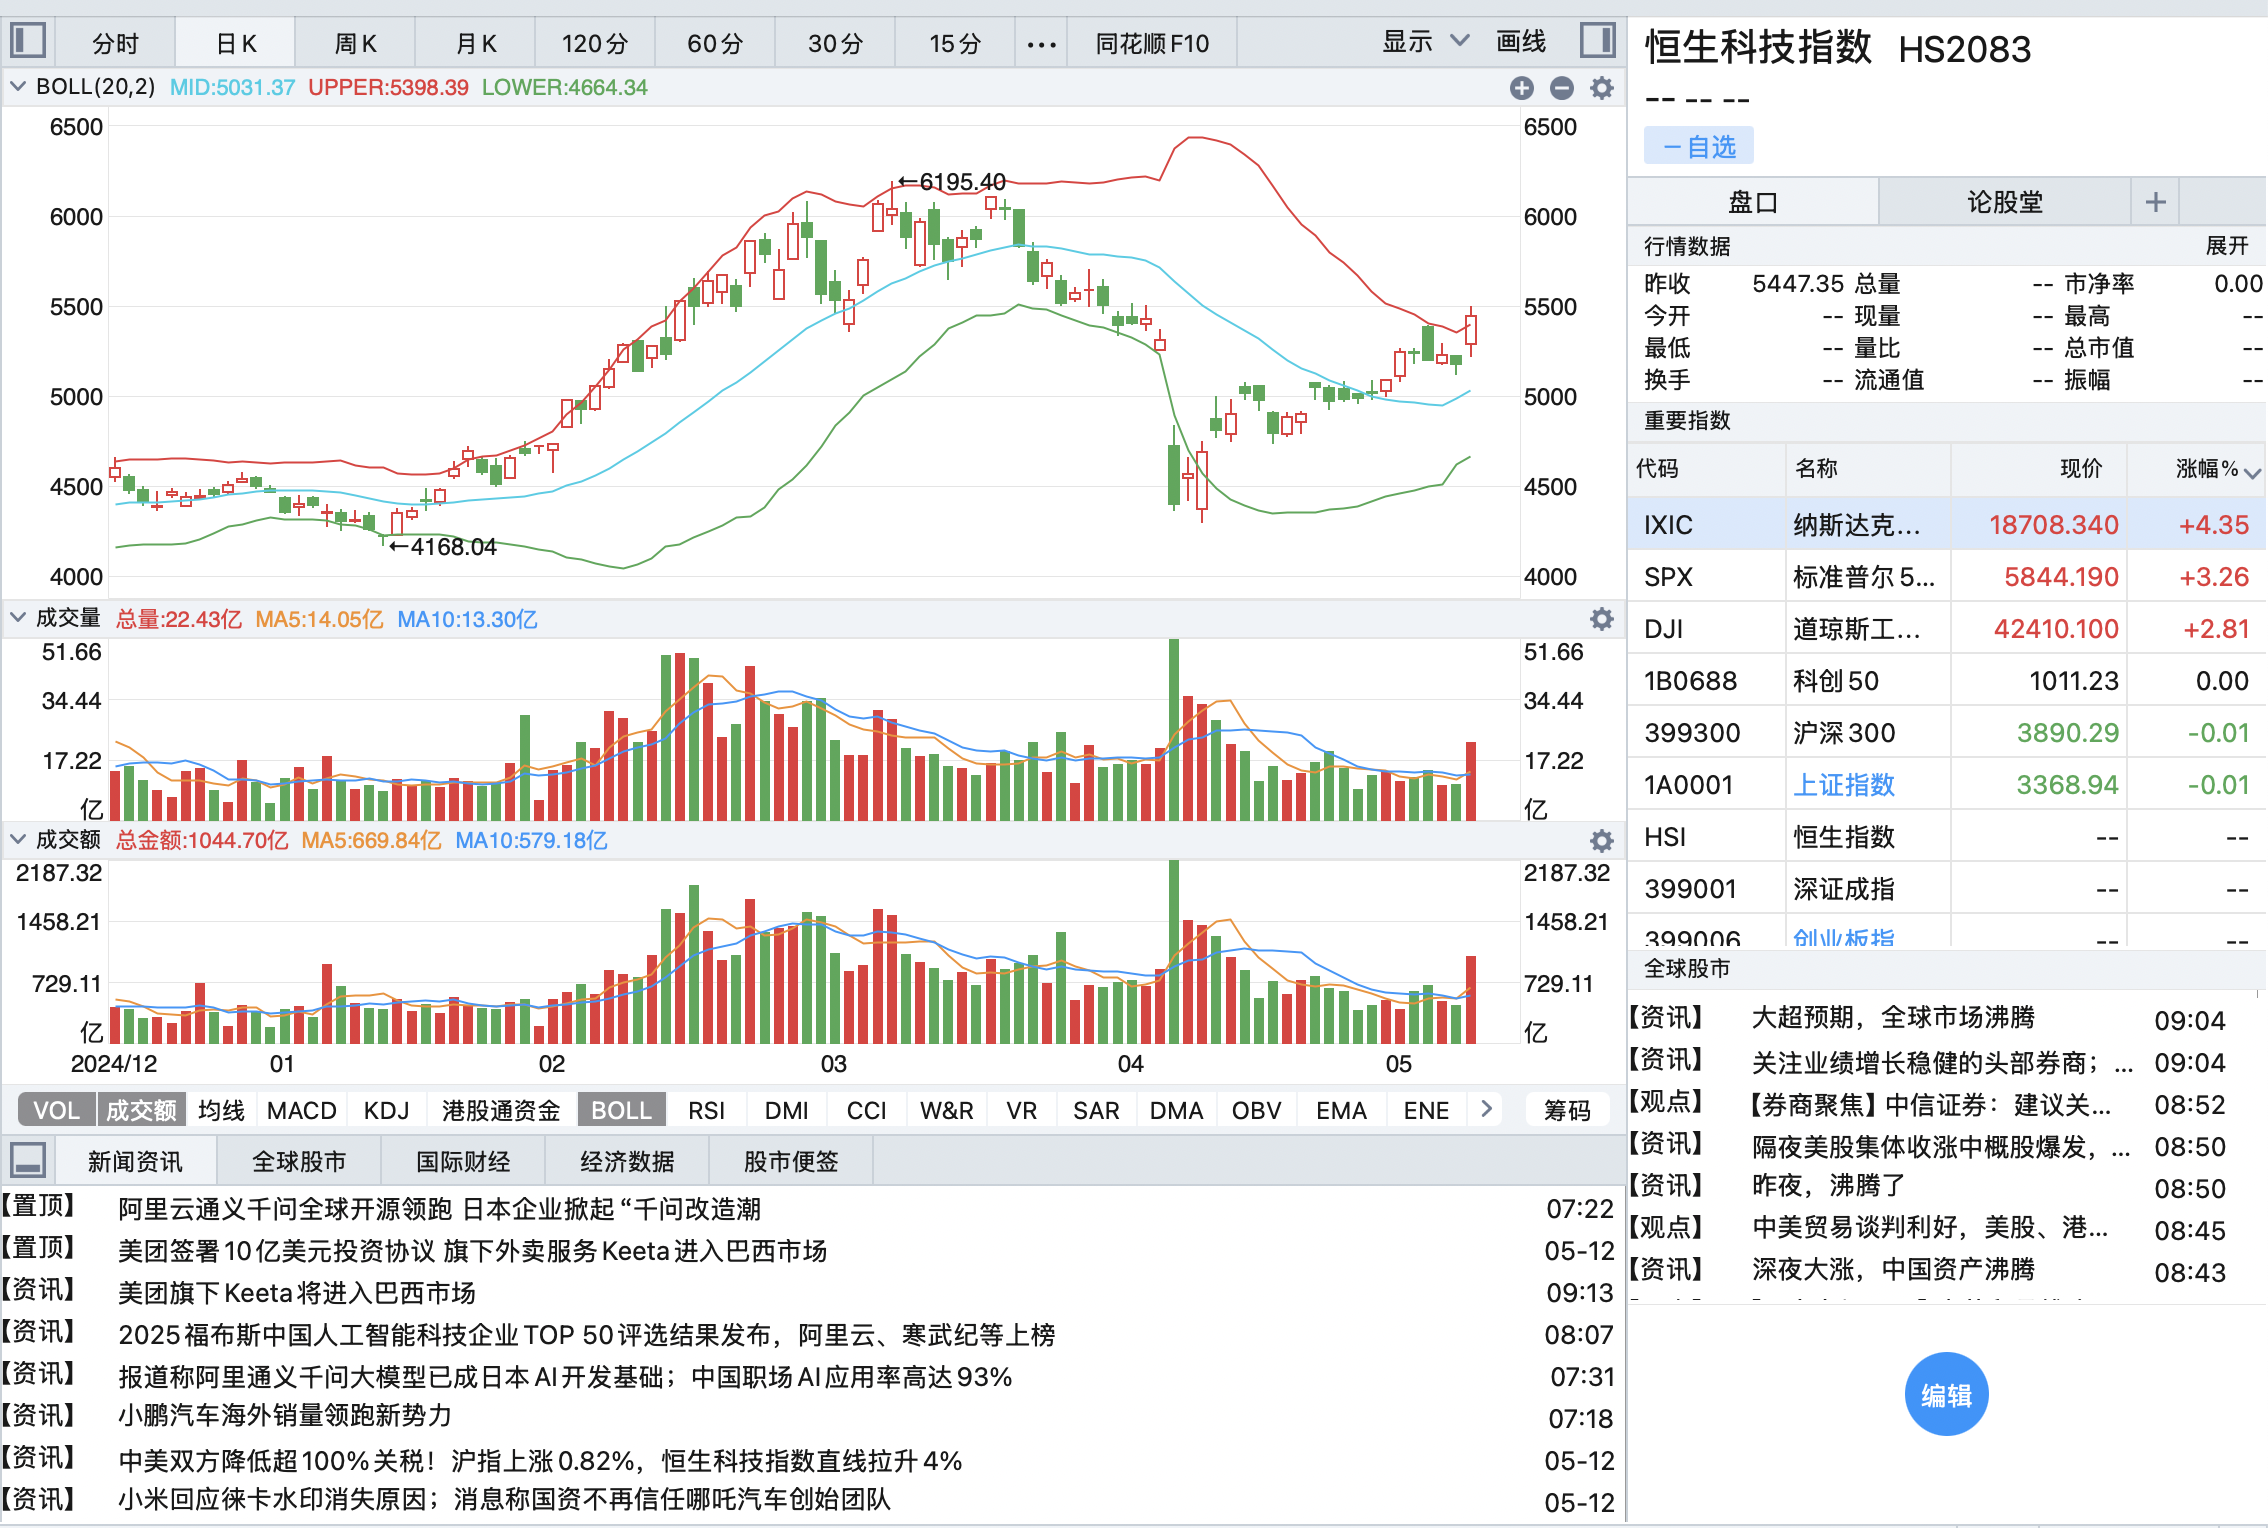 分时 日K 周K 月K 120分 60分 30分 15分 ... 同花顺F10 显示 画线
BOLL(20,2) MID:5031.37 UPPER:5398.39 LOWER:4664.34
6500 6500
6000 6000
5500 5500
5000 5000
4500 4500
4000 4000
←6195.40
←4168.04
成交量 总量:22.43亿 MA5:14.05亿 MA10:13.30亿
51.66 51.66
34.44 34.44
17.22 17.22
亿 亿
成交额 总金额:1044.70亿 MA5:669.84亿 MA10:579.18亿
2187.32 2187.32
1458.21 1458.21
729.11 729.11
亿 亿
2024/12 01 02 03 04 05
VOL 成交额 均线 MACD KDJ 港股通资金 BOLL RSI DMI CCI W&R VR SAR DMA OBV EMA ENE 筹码
新闻资讯 全球股市 国际财经 经济数据 股市便签
【置顶】 阿里云通义千问全球开源领跑 日本企业掀起“千问改造潮 07:22
【置顶】 美团签署10亿美元投资协议 旗下外卖服务Keeta进入巴西市场 05-12
【资讯】 美团旗下Keeta将进入巴西市场 09:13
【资讯】 2025福布斯中国人工智能科技企业TOP 50评选结果发布，阿里云、寒武纪等上榜 08:07
【资讯】 报道称阿里通义千问大模型已成日本AI开发基础；中国职场AI应用率高达93% 07:31
【资讯】 小鹏汽车海外销量领跑新势力 07:18
【资讯】 中美双方降低超100%关税！沪指上涨0.82%，恒生科技指数直线拉升4% 05-12
【资讯】 小米回应徕卡水印消失原因；消息称国资不再信任哪吒汽车创始团队 05-12
恒生科技指数 HS2083
-- -- --
－自选
盘口 论股堂 +
行情数据 展开
昨收 5447.35 总量 -- 市净率 0.00
今开 -- 现量 -- 最高 --
最低 -- 量比 -- 总市值 --
换手 -- 流通值 -- 振幅 --
重要指数
代码 名称 现价 涨幅%
IXIC 纳斯达克... 18708.340 +4.35
SPX 标准普尔5... 5844.190 +3.26
DJI 道琼斯工... 42410.100 +2.81
1B0688 科创50 1011.23 0.00
399300 沪深300 3890.29 -0.01
1A0001 上证指数 3368.94 -0.01
HSI 恒生指数 -- --
399001 深证成指 -- --
399006 创业板指 -- --
全球股市
【资讯】 大超预期，全球市场沸腾 09:04
【资讯】 关注业绩增长稳健的头部券商；... 09:04
【观点】 【券商聚焦】中信证券：建议关... 08:52
【资讯】 隔夜美股集体收涨中概股爆发，... 08:50
【资讯】 昨夜，沸腾了 08:50
【观点】 中美贸易谈判利好，美股、港... 08:45
【资讯】 深夜大涨，中国资产沸腾 08:43
编辑